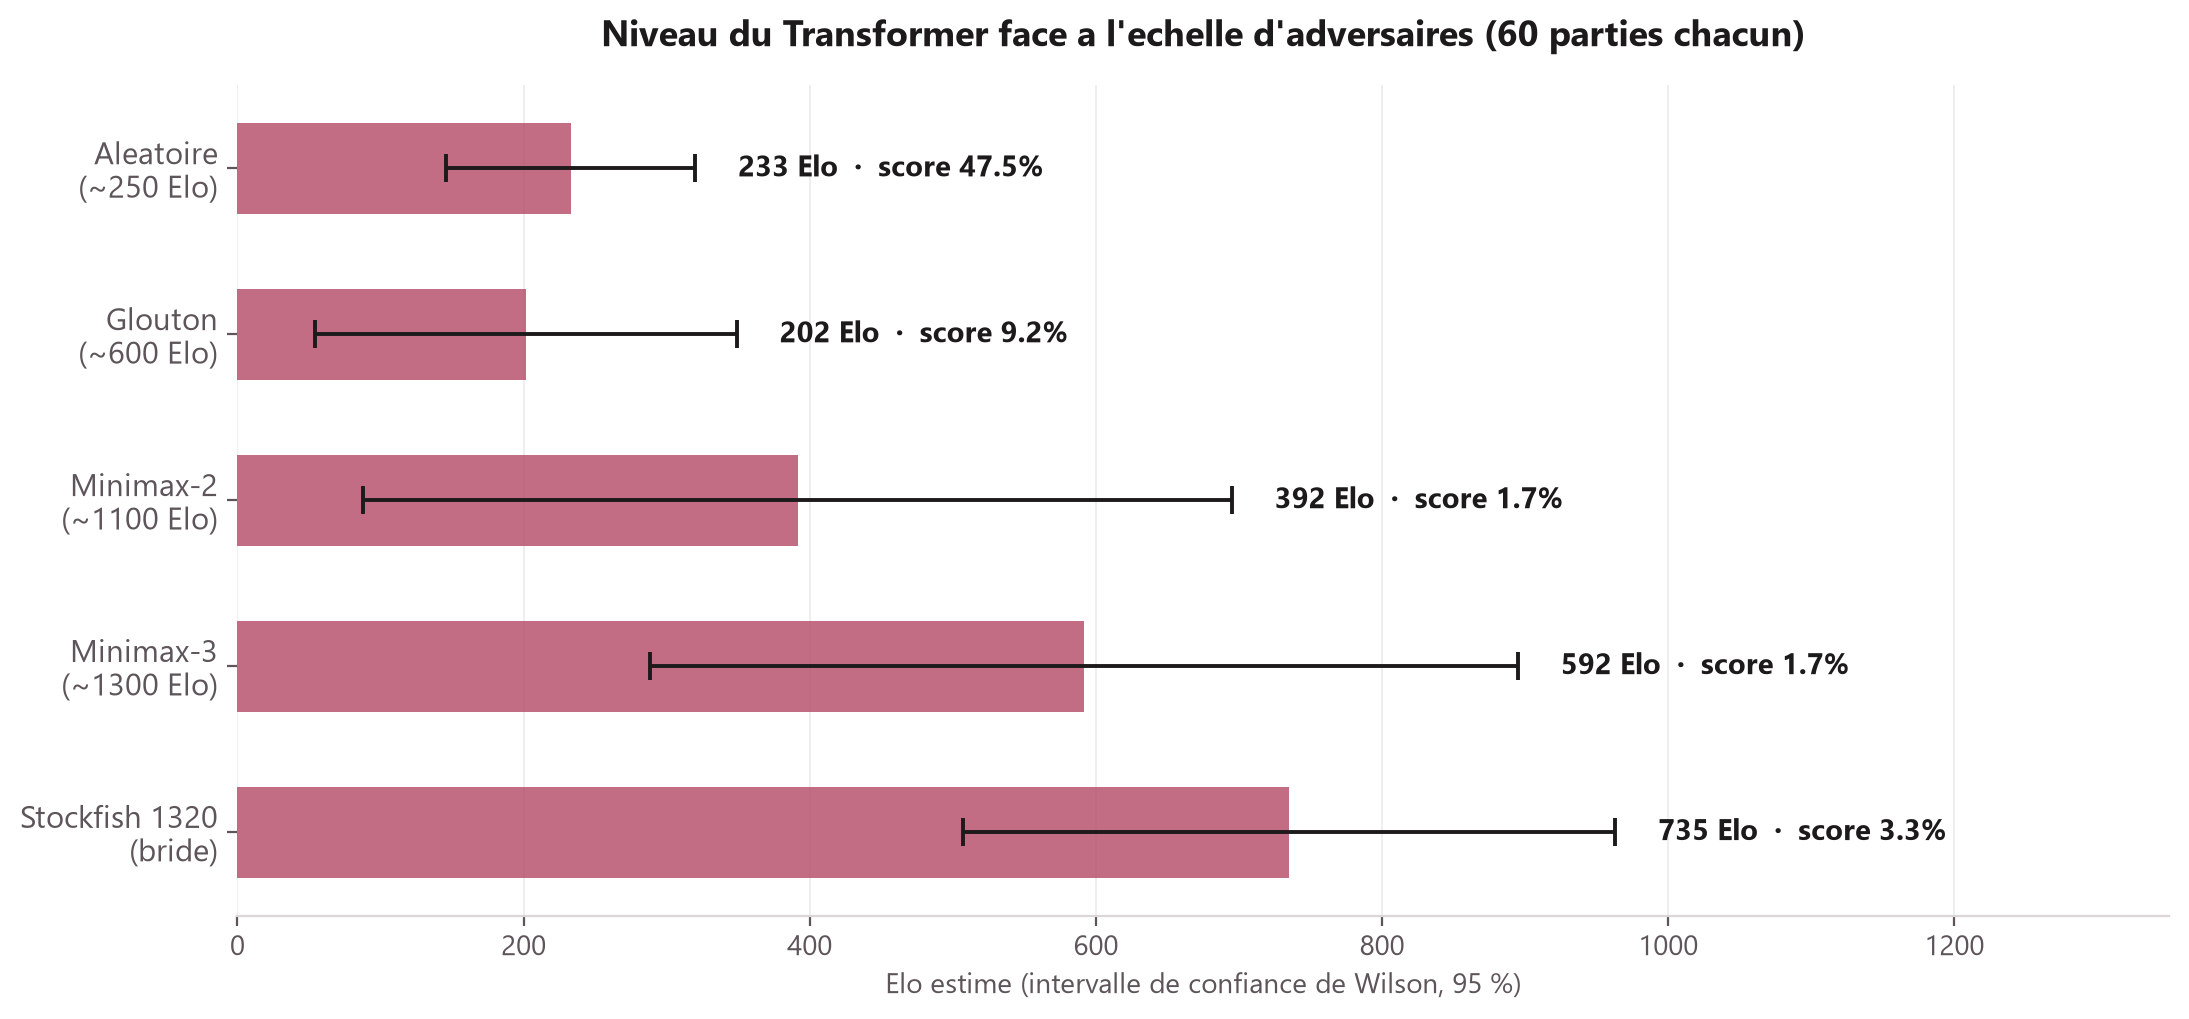 Niveau du Transformer face a l'echelle d'adversaires (60 parties chacun)
Aleatoire
(~250 Elo)
233 Elo · score 47.5%
Glouton
(~600 Elo)
202 Elo · score 9.2%
Minimax-2
(~1100 Elo)
392 Elo · score 1.7%
Minimax-3
(~1300 Elo)
592 Elo · score 1.7%
Stockfish 1320
(bride)
735 Elo · score 3.3%
0 200 400 600 800 1000 1200
Elo estime (intervalle de confiance de Wilson, 95 %)